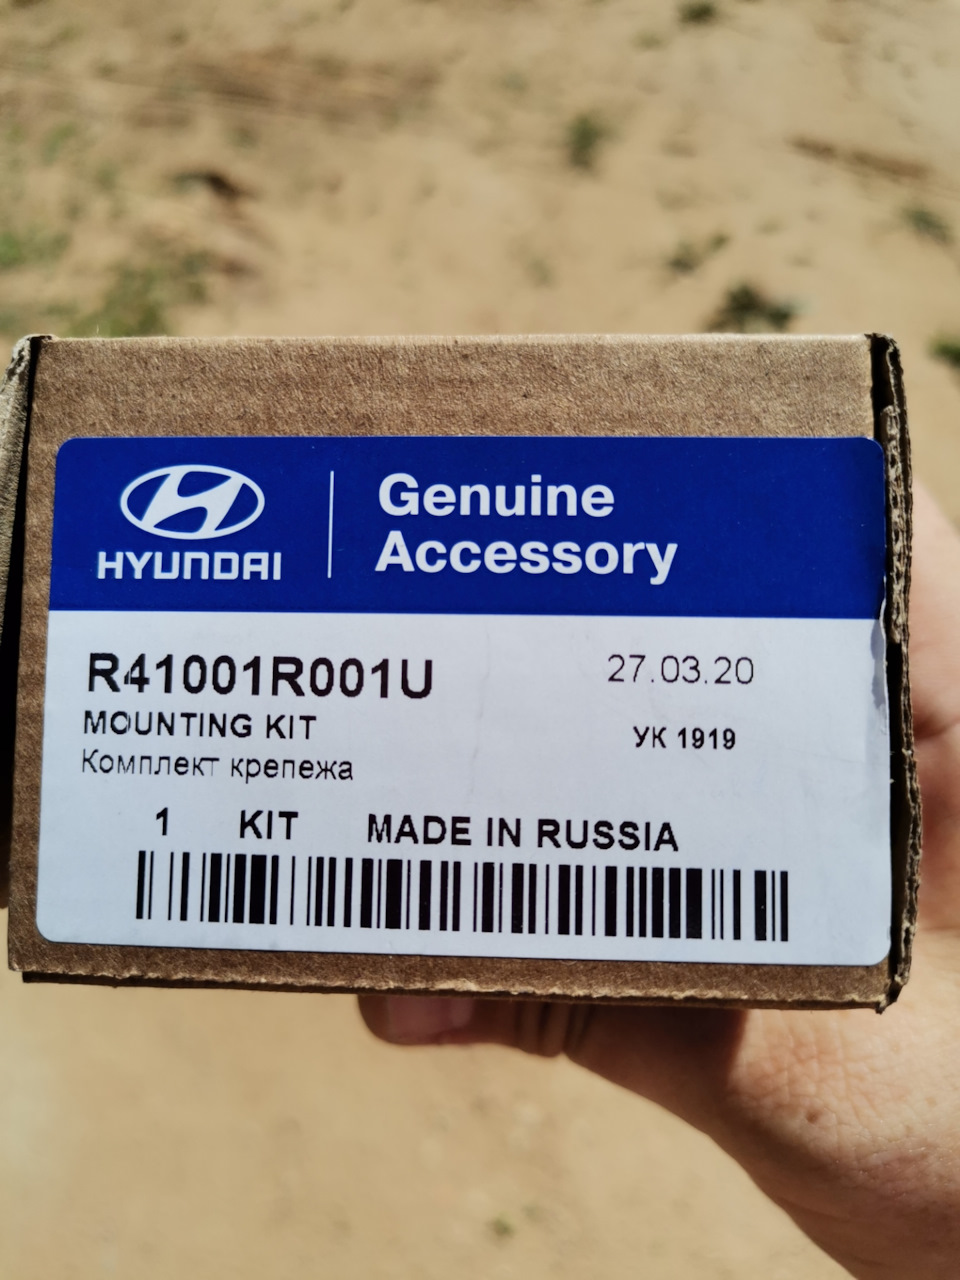 HYUNDAI
Genuine
Accessory
R41001R001U
27.03.20
MOUNTING KIT
УК 1919
Комплект крепежа
1 KIT MADE IN RUSSIA